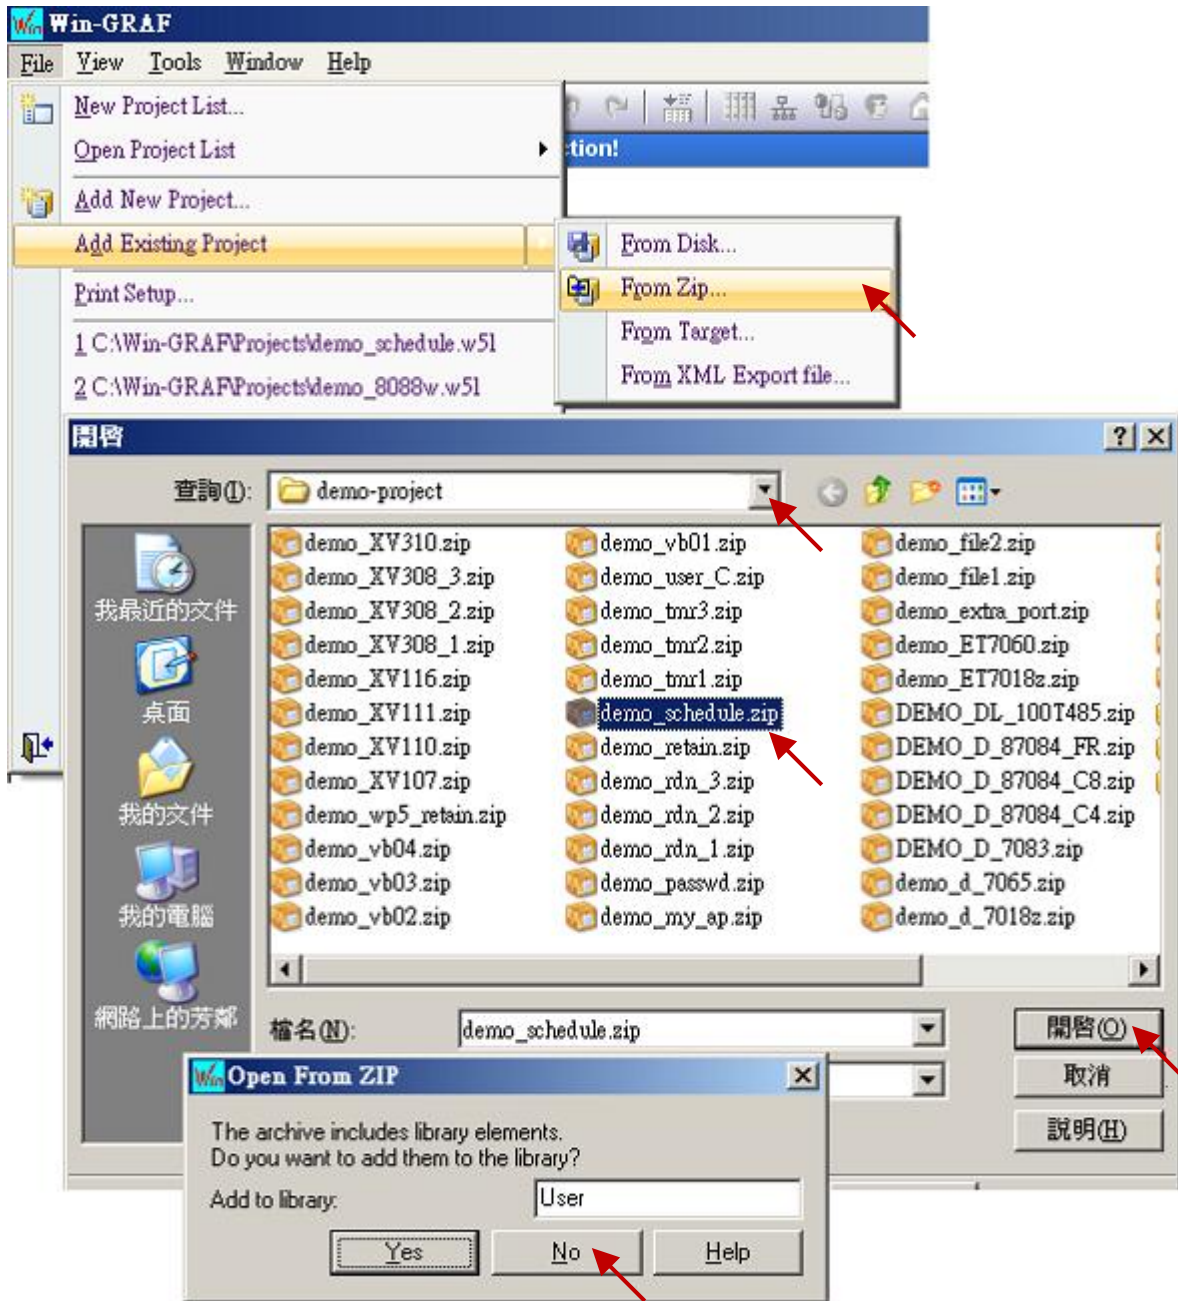 Win-GRAF
File View Tools Window Help
New Project List...
Open Project List
Add New Project...
Add Existing Project
Print Setup...
1 C:\Win-GRAF\Projects\demo_schedule.w5l
2 C:\Win-GRAF\Projects\demo_8088w.w5l
tion!
From Disk...
From Zip...
From Target...
From XML Export file...
開啓
查詢(I):
demo-project
我最近的文件
桌面
我的文件
我的電腦
網路上的芳鄰
demo_XV310.zip
demo_XV308_3.zip
demo_XV308_2.zip
demo_XV308_1.zip
demo_XV116.zip
demo_XV111.zip
demo_XV110.zip
demo_XV107.zip
demo_wp5_retain.zip
demo_vb04.zip
demo_vb03.zip
demo_vb02.zip
demo_vb01.zip
demo_user_C.zip
demo_tmr3.zip
demo_tmr2.zip
demo_tmr1.zip
demo_schedule.zip
demo_retain.zip
demo_rdn_3.zip
demo_rdn_2.zip
demo_rdn_1.zip
demo_passwd.zip
demo_my_ap.zip
demo_file2.zip
demo_file1.zip
demo_extra_port.zip
demo_ET7060.zip
demo_ET7018z.zip
DEMO_DL_100T485.zip
DEMO_D_87084_FR.zip
DEMO_D_87084_C8.zip
DEMO_D_87084_C4.zip
DEMO_D_7083.zip
demo_d_7065.zip
demo_d_7018z.zip
檔名(N):
demo_schedule.zip
開啓(O)
取消
說明(H)
Open From ZIP
The archive includes library elements.
Do you want to add them to the library?
Add to library:
User
Yes
No
Help